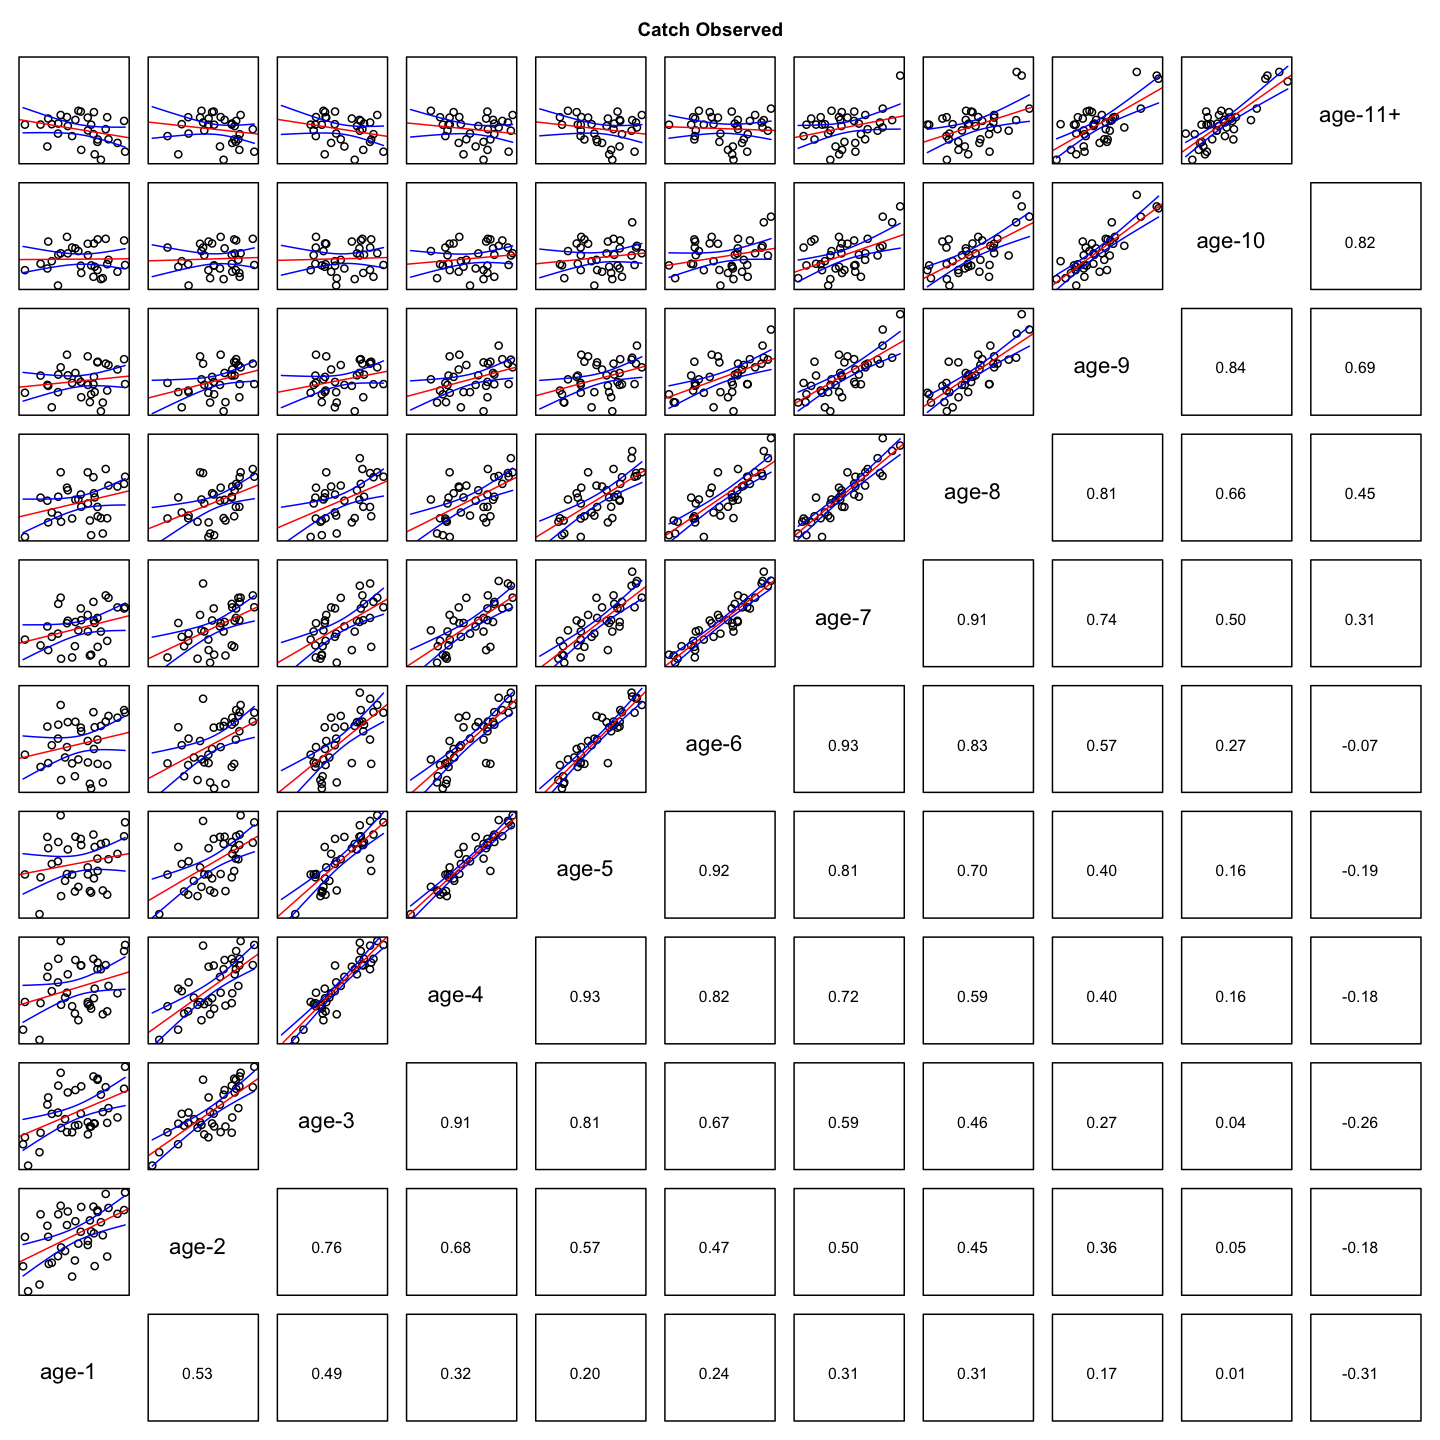 Catch Observed
age-11+
age-10 0.82
age-9 0.84 0.69
age-8 0.81 0.66 0.45
age-7 0.91 0.74 0.50 0.31
age-6 0.93 0.83 0.57 0.27 -0.07
age-5 0.92 0.81 0.70 0.40 0.16 -0.19
age-4 0.93 0.82 0.72 0.59 0.40 0.16 -0.18
age-3 0.91 0.81 0.67 0.59 0.46 0.27 0.04 -0.26
age-2 0.76 0.68 0.57 0.47 0.50 0.45 0.36 0.05 -0.18
age-1 0.53 0.49 0.32 0.20 0.24 0.31 0.31 0.17 0.01 -0.31